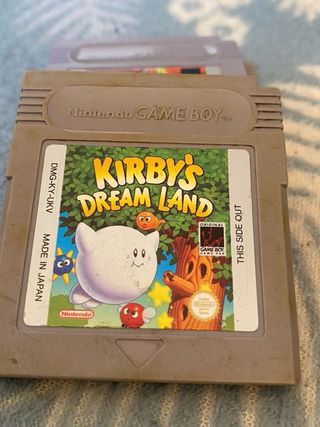 Nintendo GAME BOY TM
KIRBY'S
DREAM LAND
DMG-KY-UKV
MADE IN JAPAN
ORIGINAL
GAME BOY
THIS SIDE OUT
Nintendo